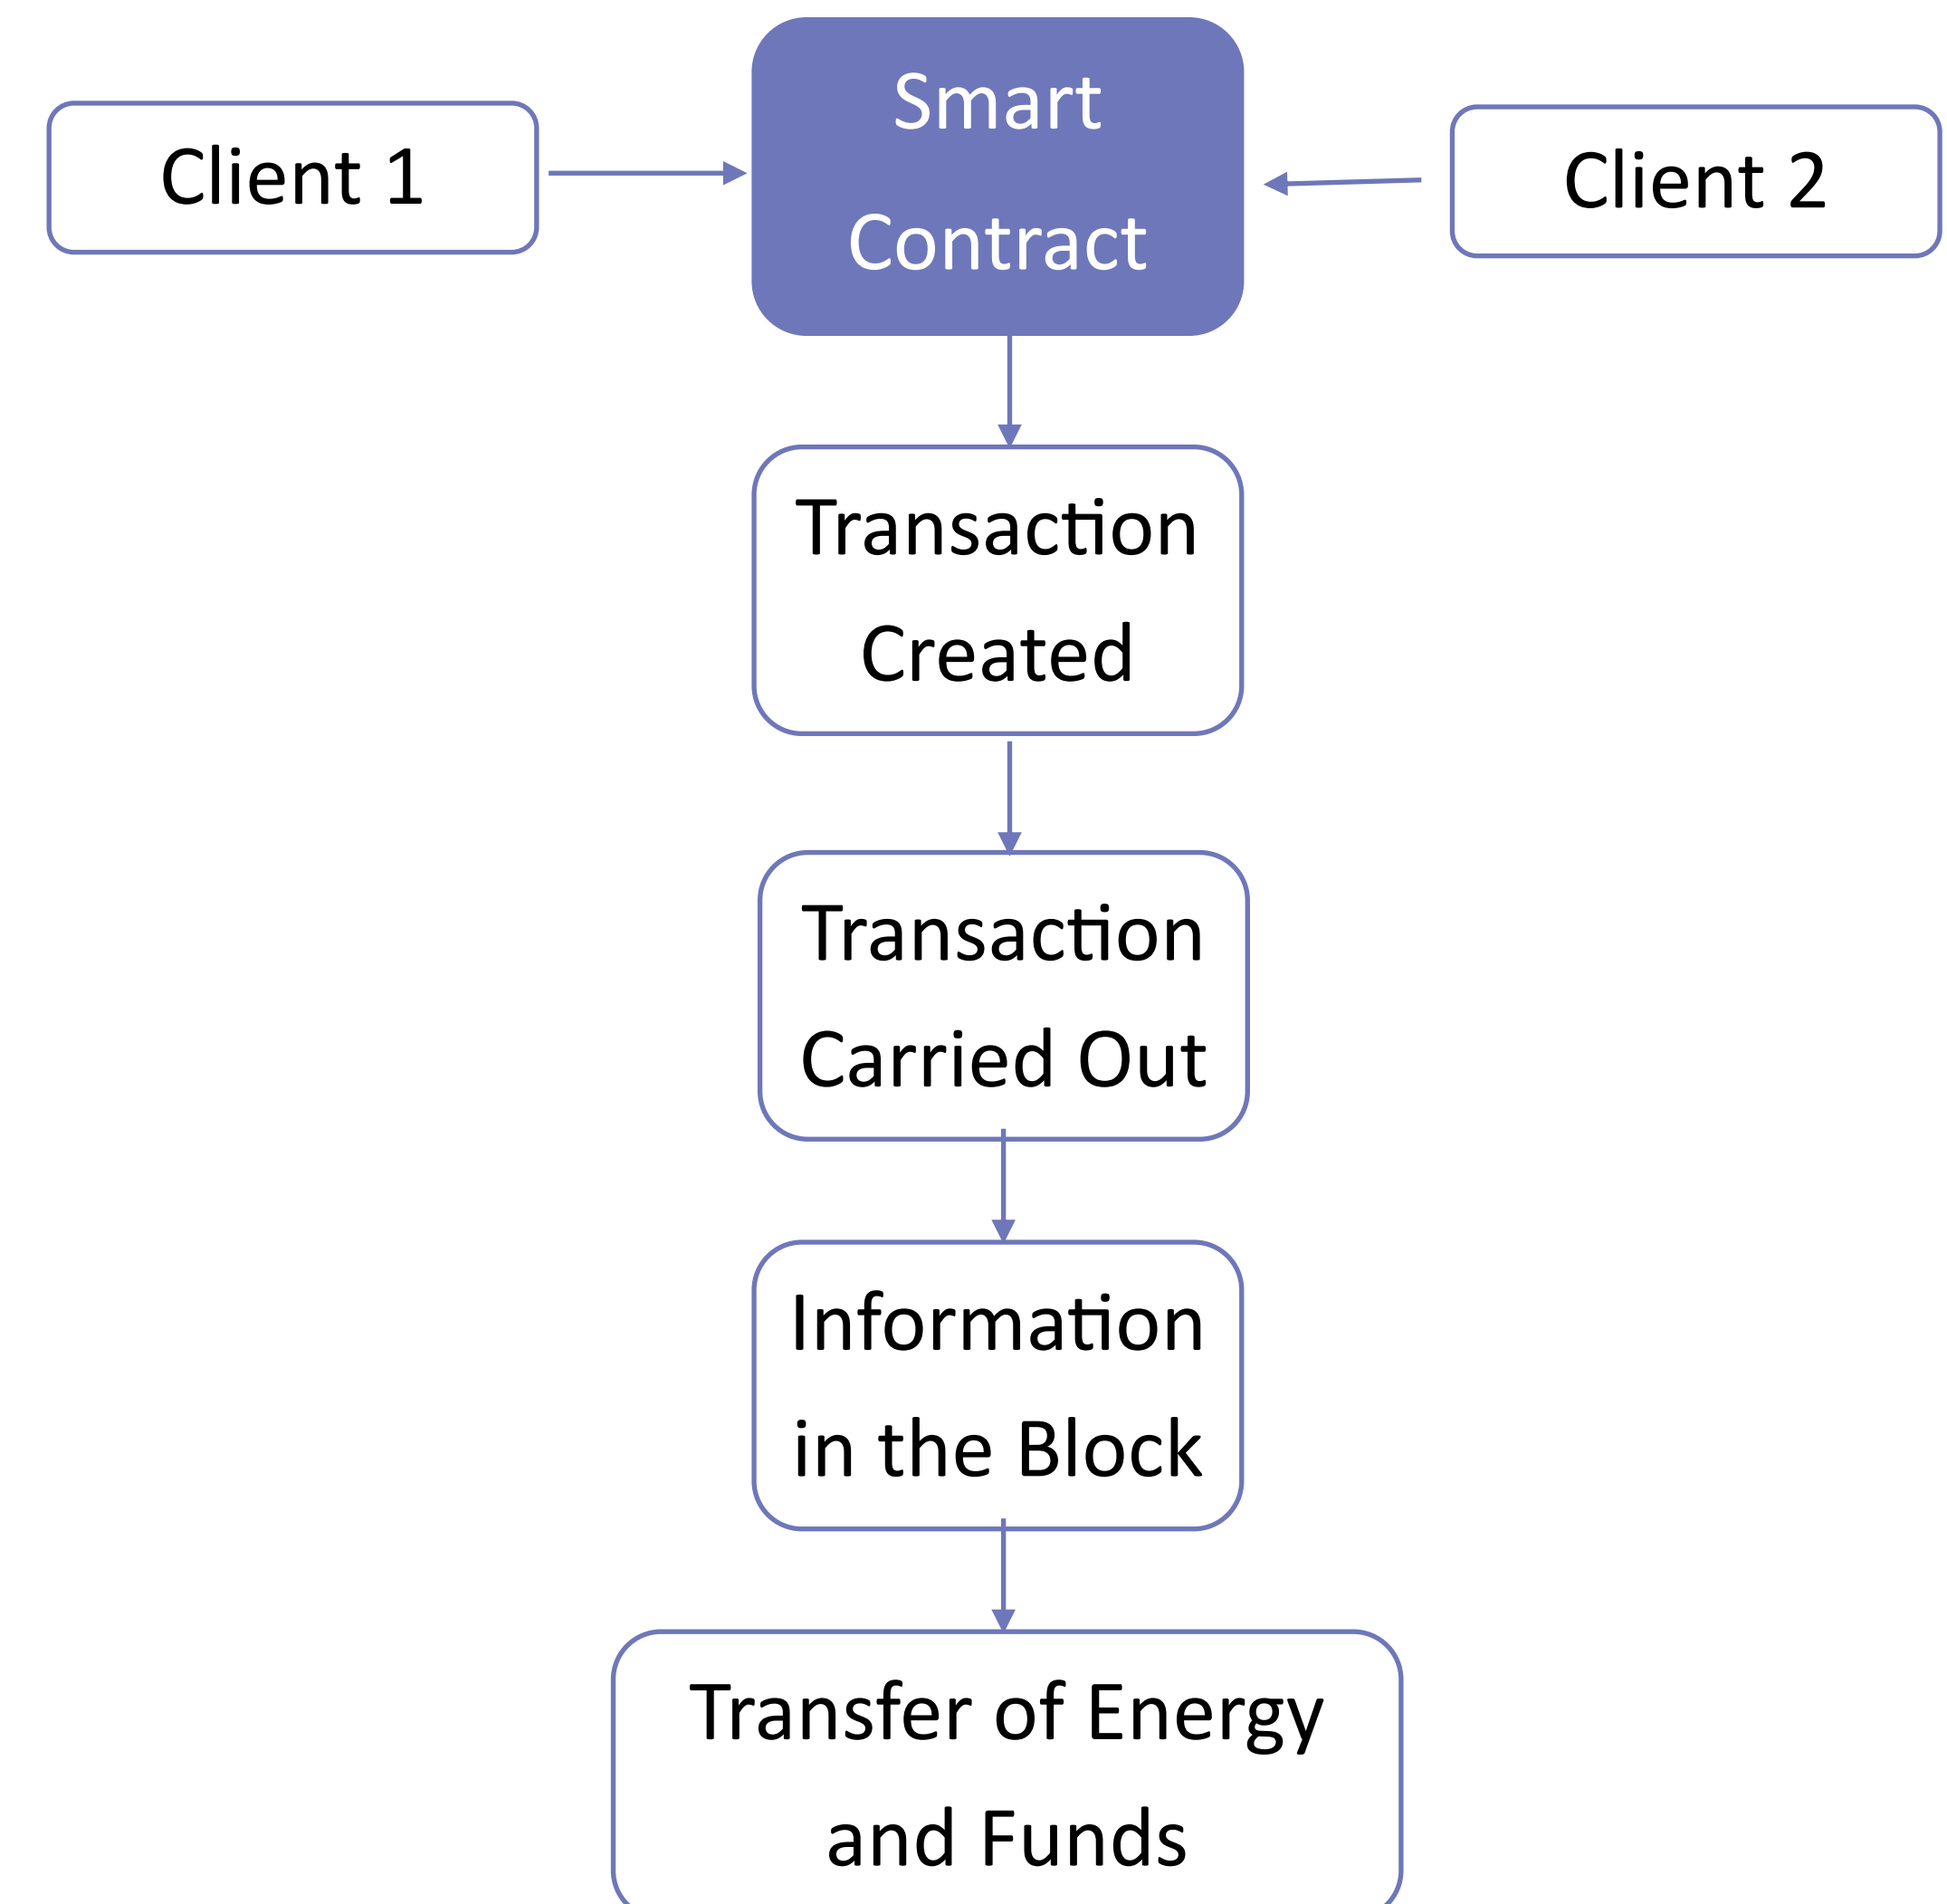 Client 1
Smart
Contract
Client 2
Transaction
Created
Transaction
Carried Out
Information
in the Block
Transfer of Energy
and Funds